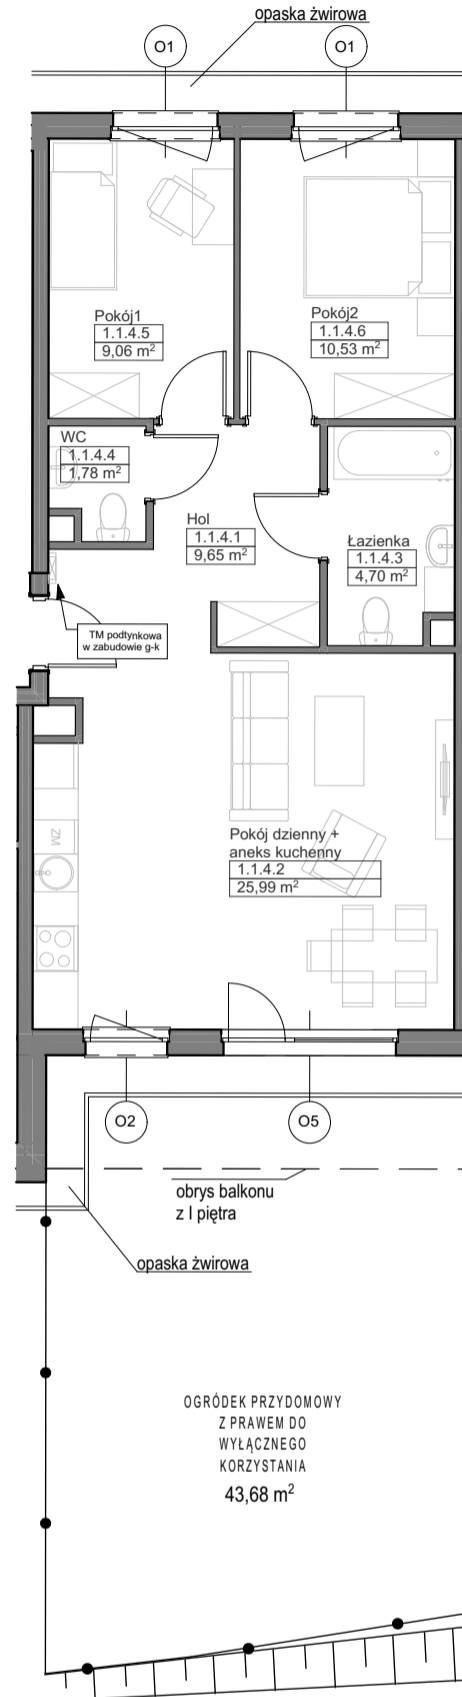 opaska żwirowa
O1
O1
Pokój1
1.1.4.5
9,06 m²
Pokój2
1.1.4.6
10,53 m²
WC
1.1.4.4
1,78 m²
Hol
1.1.4.1
9,65 m²
Łazienka
1.1.4.3
4,70 m²
TM podtynkowa
w zabudowie g-k
Pokój dzienny +
aneks kuchenny
1.1.4.2
25,99 m²
ZM
O2
O5
obrys balkonu
z I piętra
opaska żwirowa
OGRÓDEK PRZYDOMOWY
Z PRAWEM DO
WYŁĄCZNEGO
KORZYSTANIA
43,68 m²